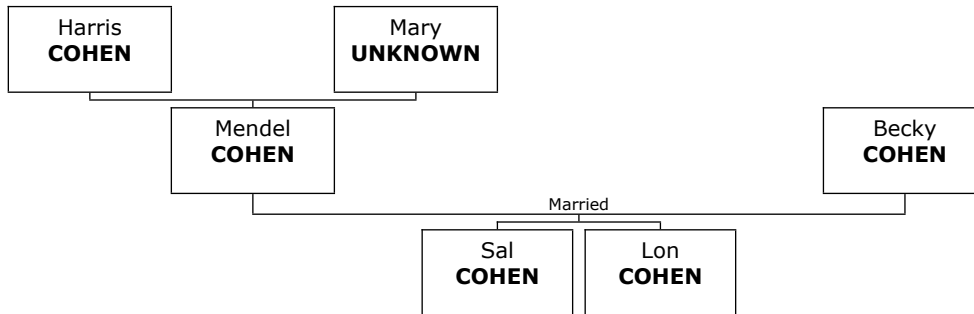 Harris
COHEN
Mary
UNKNOWN
Mendel
COHEN
Becky
COHEN
Married
Sal
COHEN
Lon
COHEN